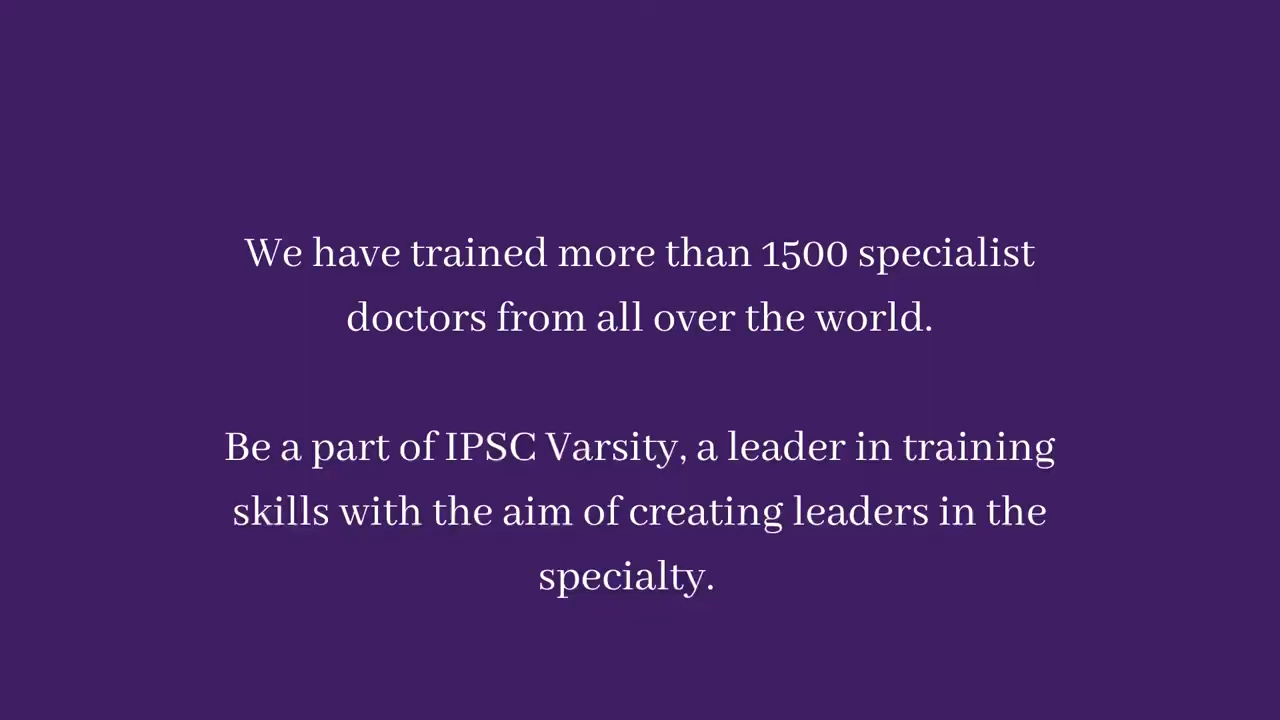 We have trained more than 1500 specialist
doctors from all over the world.
Be a part of IPSC Varsity, a leader in training
skills with the aim of creating leaders in the
specialty.